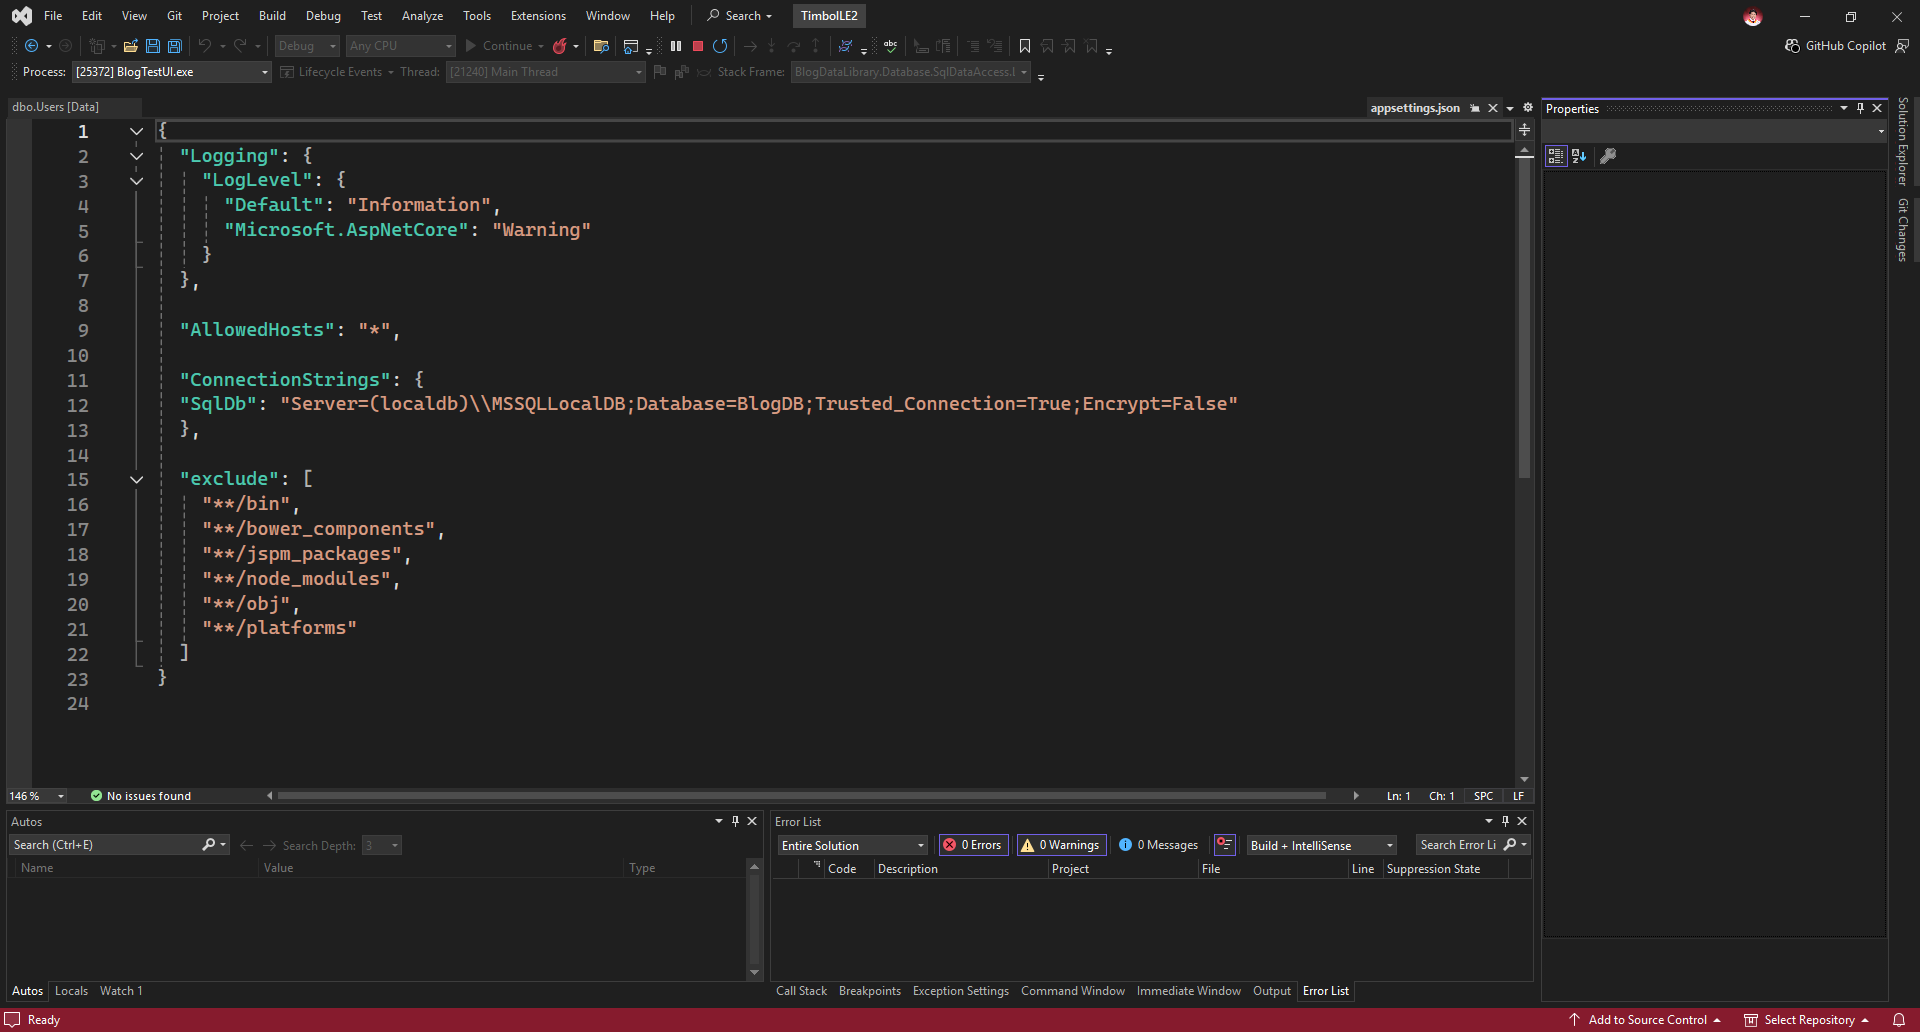 File Edit View Git Project Build Debug Test Analyze Tools Extensions Window Help Search TimbolLE2
Debug Any CPU Continue GitHub Copilot
Process: [25372] BlogTestUI.exe Lifecycle Events Thread: [21240] Main Thread Stack Frame: BlogDataLibrary.Database.SqlDataAccess.L
dbo.Users [Data] appsettings.json Properties
Solution Explorer
Git Changes
1 {
2 "Logging": {
3 "LogLevel": {
4 "Default": "Information",
5 "Microsoft.AspNetCore": "Warning"
6 }
7 },
8
9 "AllowedHosts": "*",
10
11 "ConnectionStrings": {
12 "SqlDb": "Server=(localdb)\\MSSQLLocalDB;Database=BlogDB;Trusted_Connection=True;Encrypt=False"
13 },
14
15 "exclude": [
16 "**/bin",
17 "**/bower_components",
18 "**/jspm_packages",
19 "**/node_modules",
20 "**/obj",
21 "**/platforms"
22 ]
23 }
24
146 % No issues found Ln: 1 Ch: 1 SPC LF
Autos
Search (Ctrl+E) Search Depth: 3
Name Value Type
Autos Locals Watch 1
Error List
Entire Solution 0 Errors 0 Warnings 0 Messages Build + IntelliSense Search Error Li
Code Description Project File Line Suppression State
Call Stack Breakpoints Exception Settings Command Window Immediate Window Output Error List
Ready Add to Source Control Select Repository